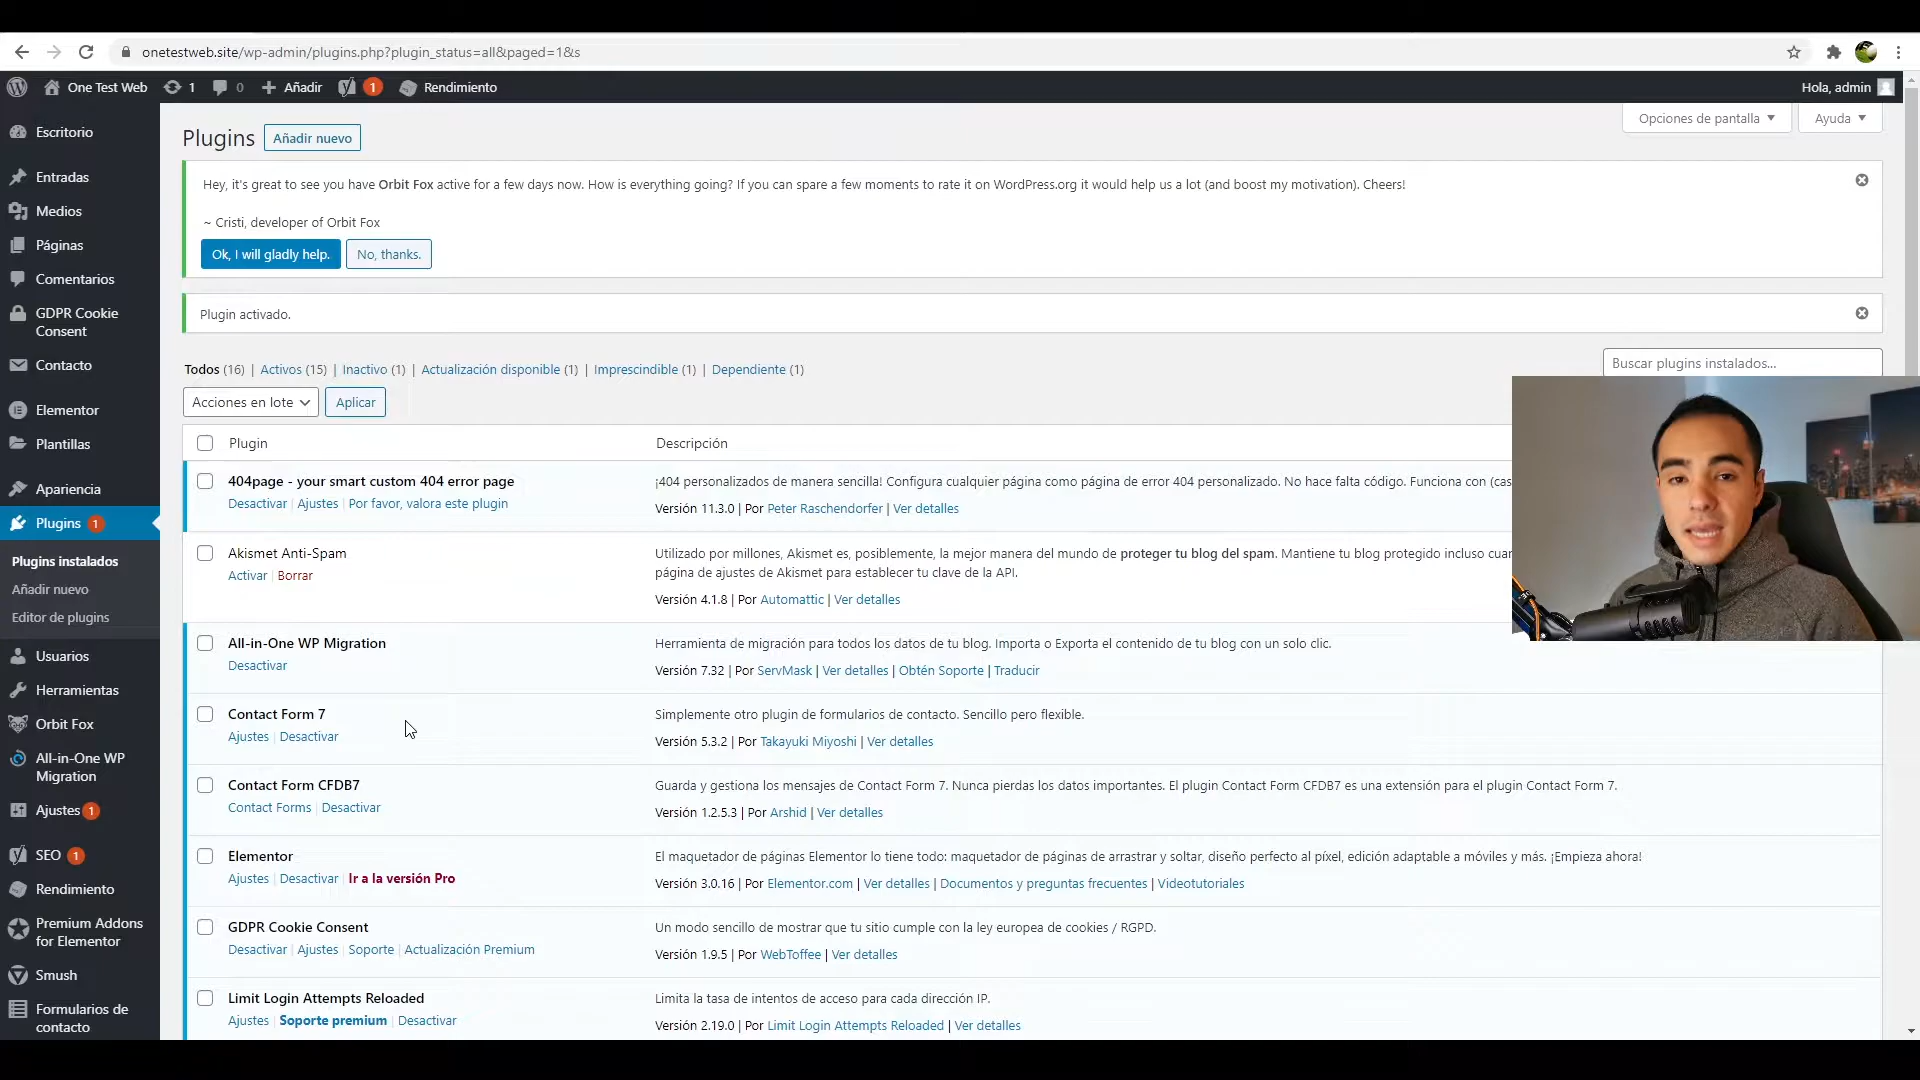 onetestweb.site/wp-admin/plugins.php?plugin_status=all&paged=1&s
One Test Web 1 0 Añadir 1 Rendimiento Hola, admin
Opciones de pantalla Ayuda
Plugins Añadir nuevo
Hey, it's great to see you have Orbit Fox active for a few days now. How is everything going? If you can spare a few moments to rate it on WordPress.org it would help us a lot (and boost my motivation). Cheers!
~ Cristi, developer of Orbit Fox
Ok, I will gladly help. No, thanks.
Plugin activado.
Todos (16) | Activos (15) | Inactivo (1) | Actualización disponible (1) | Imprescindible (1) | Dependiente (1)
Buscar plugins instalados...
Acciones en lote Aplicar
Plugin Descripción
404page - your smart custom 404 error page
Desactivar | Ajustes | Por favor, valora este plugin
¡404 personalizados de manera sencilla! Configura cualquier página como página de error 404 personalizado. No hace falta código. Funciona con (cas
Versión 11.3.0 | Por Peter Raschendorfer | Ver detalles
Akismet Anti-Spam
Activar | Borrar
Utilizado por millones, Akismet es, posiblemente, la mejor manera del mundo de proteger tu blog del spam. Mantiene tu blog protegido incluso cuar
página de ajustes de Akismet para establecer tu clave de la API.
Versión 4.1.8 | Por Automattic | Ver detalles
All-in-One WP Migration
Desactivar
Herramienta de migración para todos los datos de tu blog. Importa o Exporta el contenido de tu blog con un solo clic.
Versión 7.32 | Por ServMask | Ver detalles | Obtén Soporte | Traducir
Contact Form 7
Ajustes | Desactivar
Simplemente otro plugin de formularios de contacto. Sencillo pero flexible.
Versión 5.3.2 | Por Takayuki Miyoshi | Ver detalles
Contact Form CFDB7
Contact Forms | Desactivar
Guarda y gestiona los mensajes de Contact Form 7. Nunca pierdas los datos importantes. El plugin Contact Form CFDB7 es una extensión para el plugin Contact Form 7.
Versión 1.2.5.3 | Por Arshid | Ver detalles
Elementor
Ajustes | Desactivar | Ir a la versión Pro
El maquetador de páginas Elementor lo tiene todo: maquetador de páginas de arrastrar y soltar, diseño perfecto al píxel, edición adaptable a móviles y más. ¡Empieza ahora!
Versión 3.0.16 | Por Elementor.com | Ver detalles | Documentos y preguntas frecuentes | Videotutoriales
GDPR Cookie Consent
Desactivar | Ajustes | Soporte | Actualización Premium
Un modo sencillo de mostrar que tu sitio cumple con la ley europea de cookies / RGPD.
Versión 1.9.5 | Por WebToffee | Ver detalles
Limit Login Attempts Reloaded
Ajustes | Soporte premium | Desactivar
Limita la tasa de intentos de acceso para cada dirección IP.
Versión 2.19.0 | Por Limit Login Attempts Reloaded | Ver detalles
Escritorio
Entradas
Medios
Páginas
Comentarios
GDPR Cookie
Consent
Contacto
Elementor
Plantillas
Apariencia
Plugins 1
Plugins instalados
Añadir nuevo
Editor de plugins
Usuarios
Herramientas
Orbit Fox
All-in-One WP
Migration
Ajustes 1
SEO 1
Rendimiento
Premium Addons
for Elementor
Smush
Formularios de
contacto